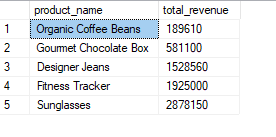 product_name total_revenue
1 Organic Coffee Beans 189610
2 Gourmet Chocolate Box 581100
3 Designer Jeans 1528560
4 Fitness Tracker 1925000
5 Sunglasses 2878150